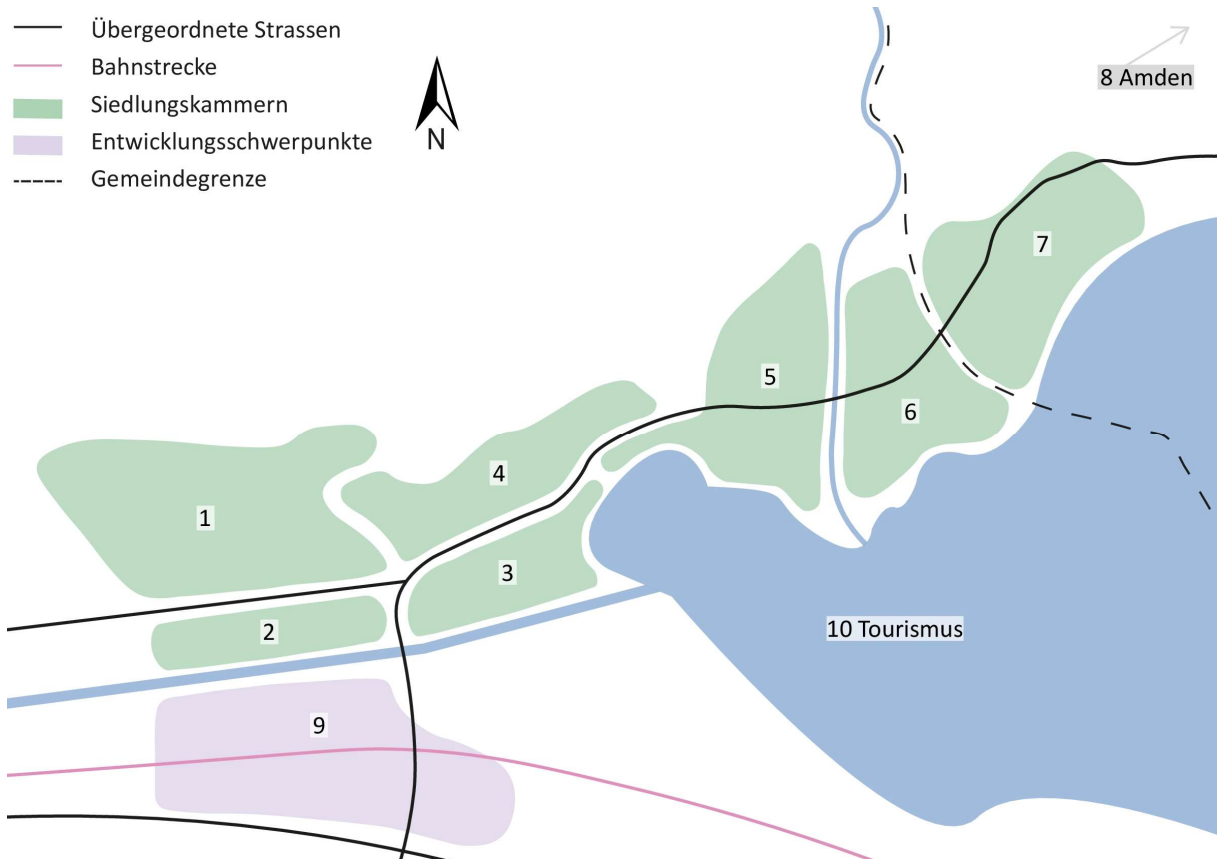 Übergeordnete Strassen
Bahnstrecke
Siedlungskammern
Entwicklungsschwerpunkte
Gemeindegrenze
N
8 Amden
7
5
6
4
1
3
2
10 Tourismus
9